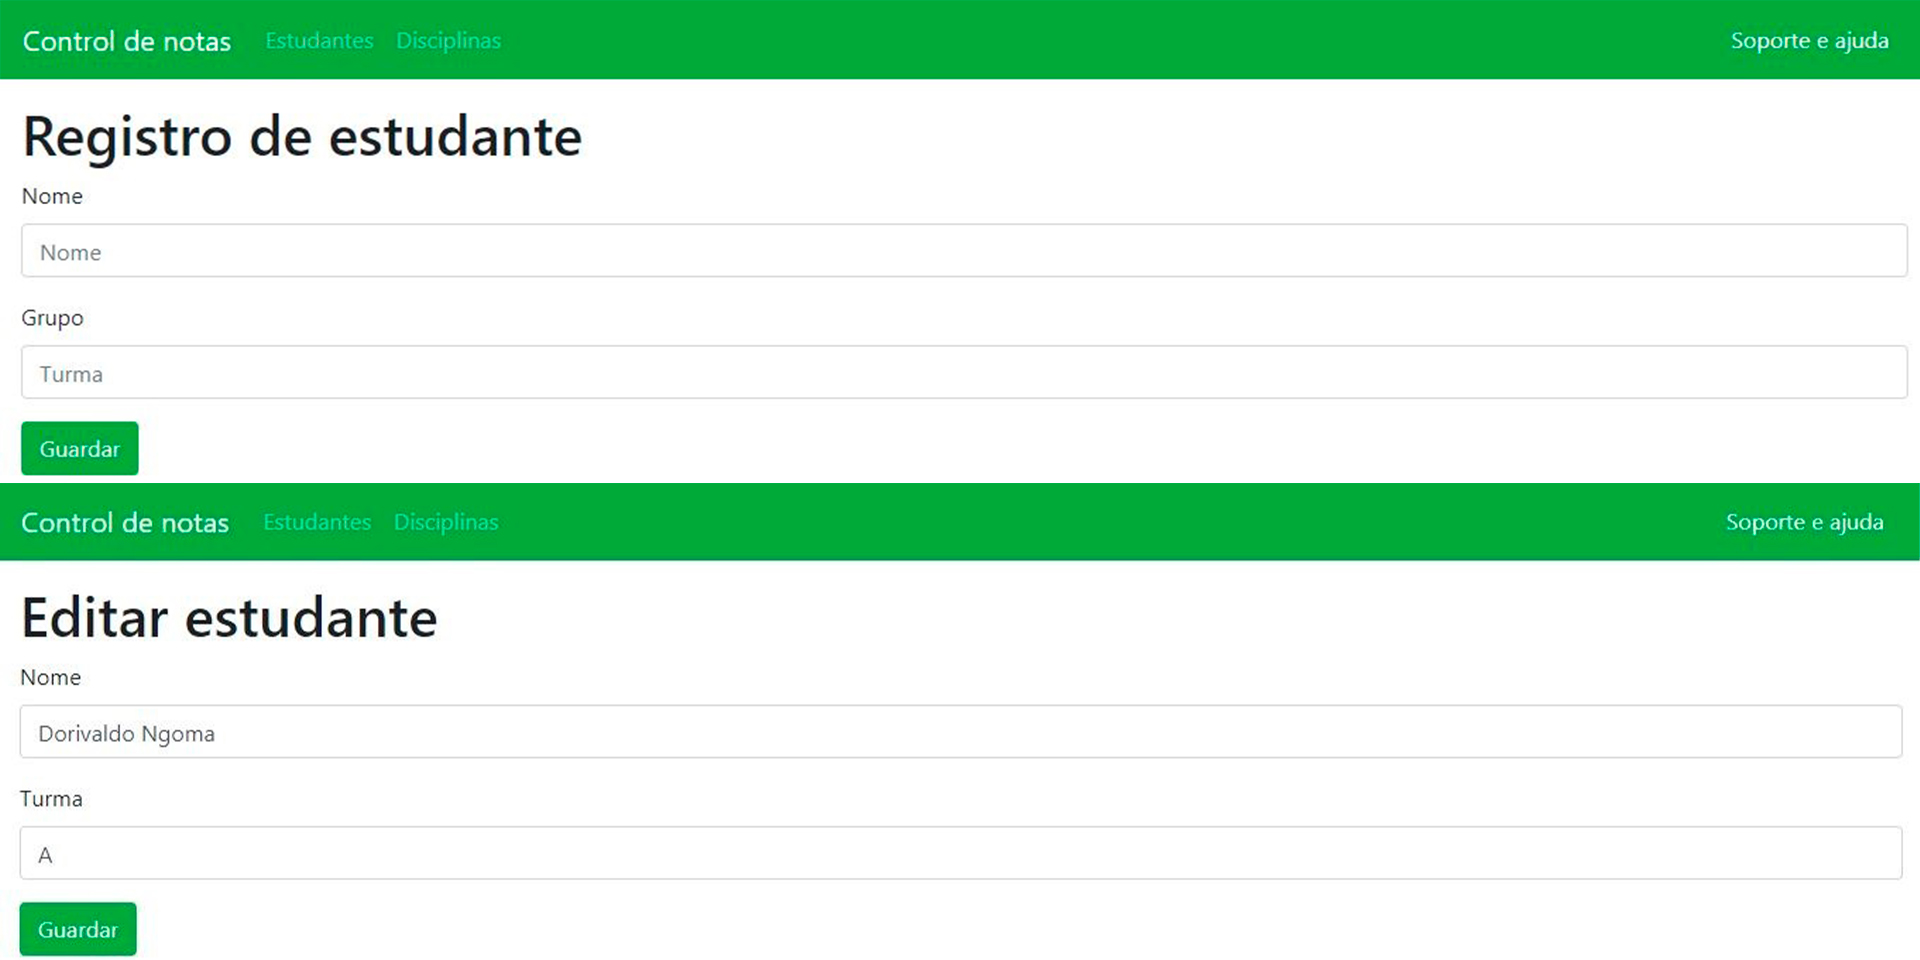 Control de notas Estudantes Disciplinas Soporte e ajuda
Registro de estudante
Nome
Nome
Grupo
Turma
Guardar
Control de notas Estudantes Disciplinas Soporte e ajuda
Editar estudante
Nome
Dorivaldo Ngoma
Turma
A
Guardar